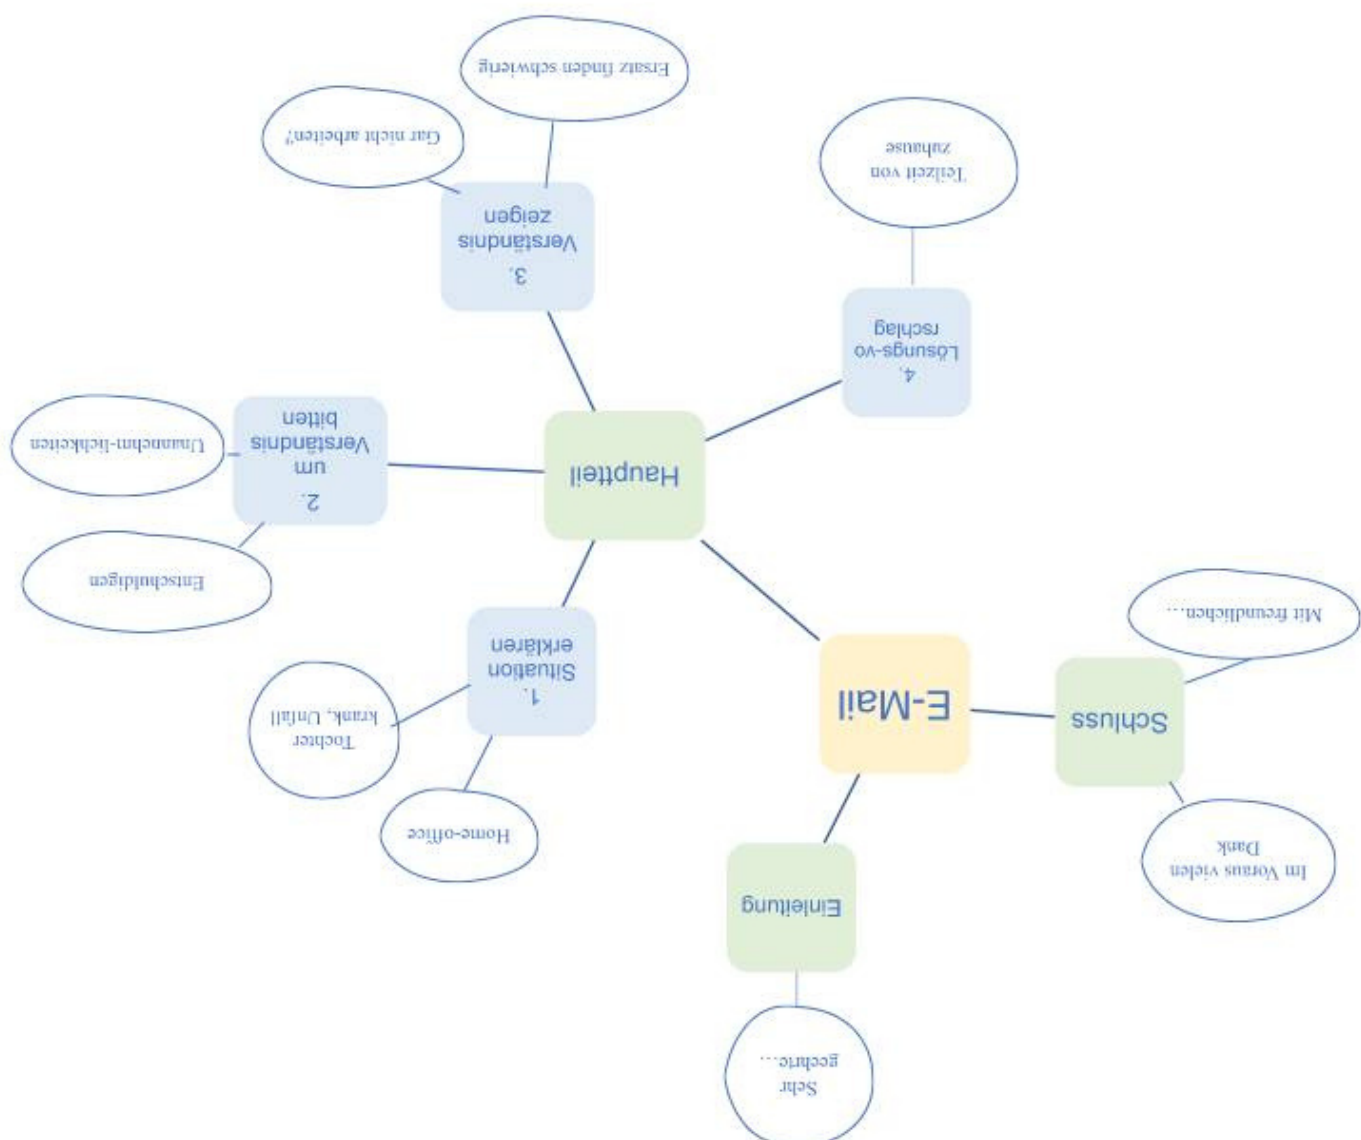 Sehr
geehrte…
Einleitung
Im Voraus vielen
Dank
Schluss
Mit freundlichen…
E-Mail
Home-office
Tochter
krank, Unfall
1.
Situation
erklären
Entschuldigen
Hauptteil
2.
um
Verständnis
bitten
Unannehm-lichkeiten
4.
Lösungs-vo
rschlag
3.
Verständnis
zeigen
Teilzeit von
zuhause
Gar nicht arbeiten?
Ersatz finden schwierig